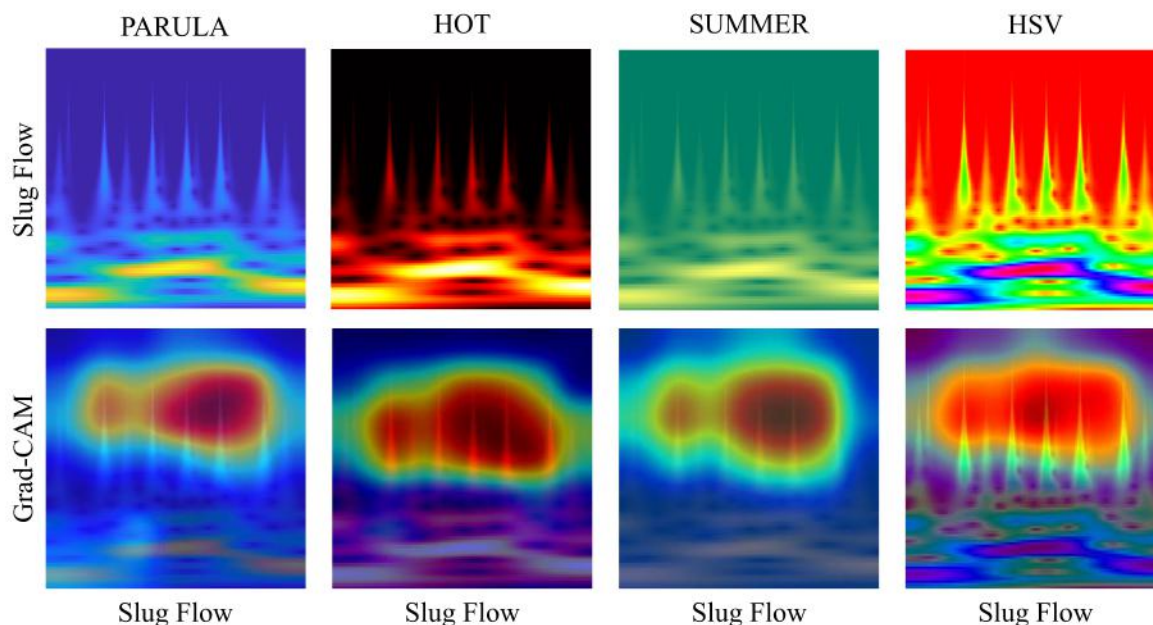 PARULA
HOT
SUMMER
HSV
Slug Flow
Grad-CAM
Slug Flow
Slug Flow
Slug Flow
Slug Flow